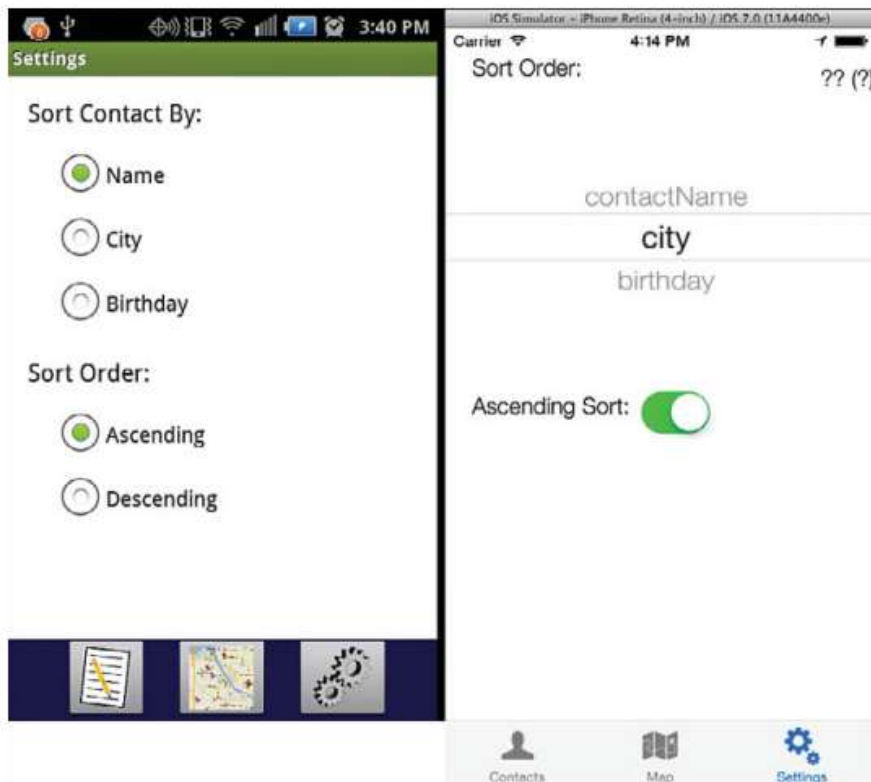 3:40 PM
Settings
Sort Contact By:
Name
City
Birthday
Sort Order:
Ascending
Descending
iOS Simulator - iPhone Retina (4-inch) / iOS 7.0 (11A4400e)
Carrier 4:14 PM
Sort Order:
?? (?)
contactName
city
birthday
Ascending Sort:
Contacts Map Settings